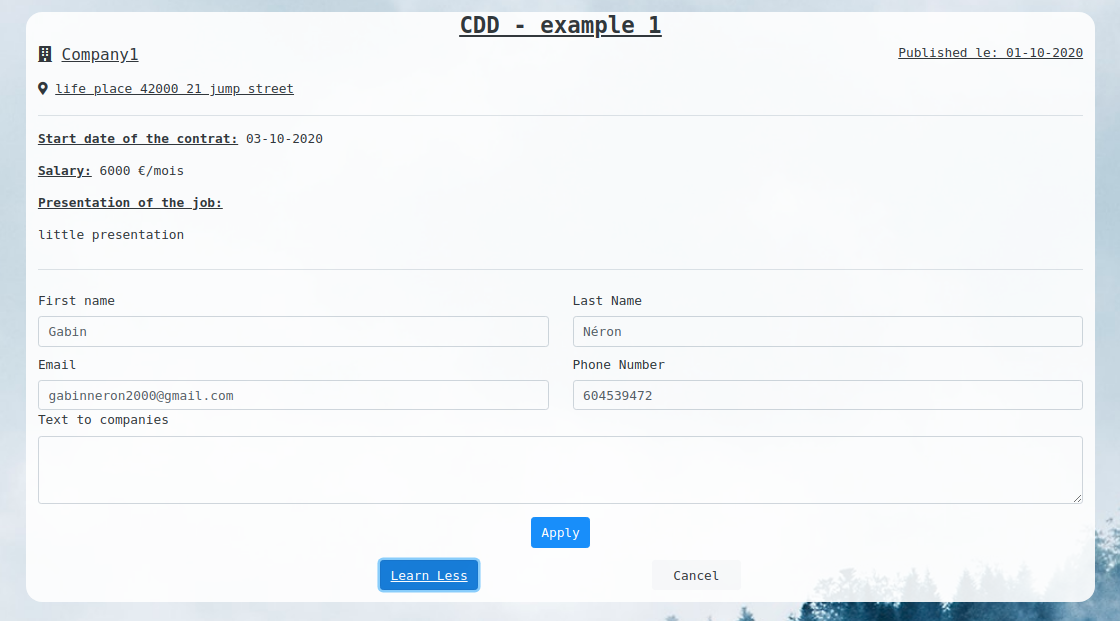 CDD - example 1
Company1
Published le: 01-10-2020
life place 42000 21 jump street
Start date of the contrat: 03-10-2020
Salary: 6000 €/mois
Presentation of the job:
little presentation
First name
Last Name
Gabin
Néron
Email
Phone Number
gabinneron2000@gmail.com
604539472
Text to companies
Apply
Learn Less
Cancel